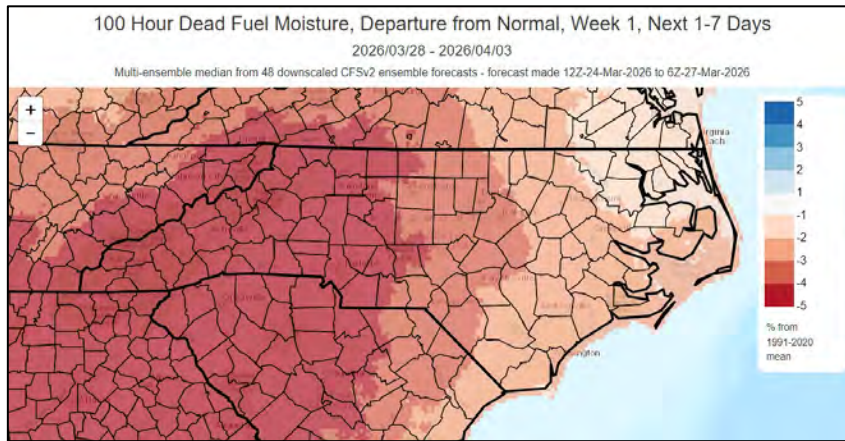 100 Hour Dead Fuel Moisture, Departure from Normal, Week 1, Next 1-7 Days
2026/03/28 - 2026/04/03
Multi-ensemble median from 48 downscaled CFSv2 ensemble forecasts - forecast made 12Z-24-Mar-2026 to 6Z-27-Mar-2026
+
−
5
4
3
2
1
-1
-2
-3
-4
-5
% from
1991-2020
mean